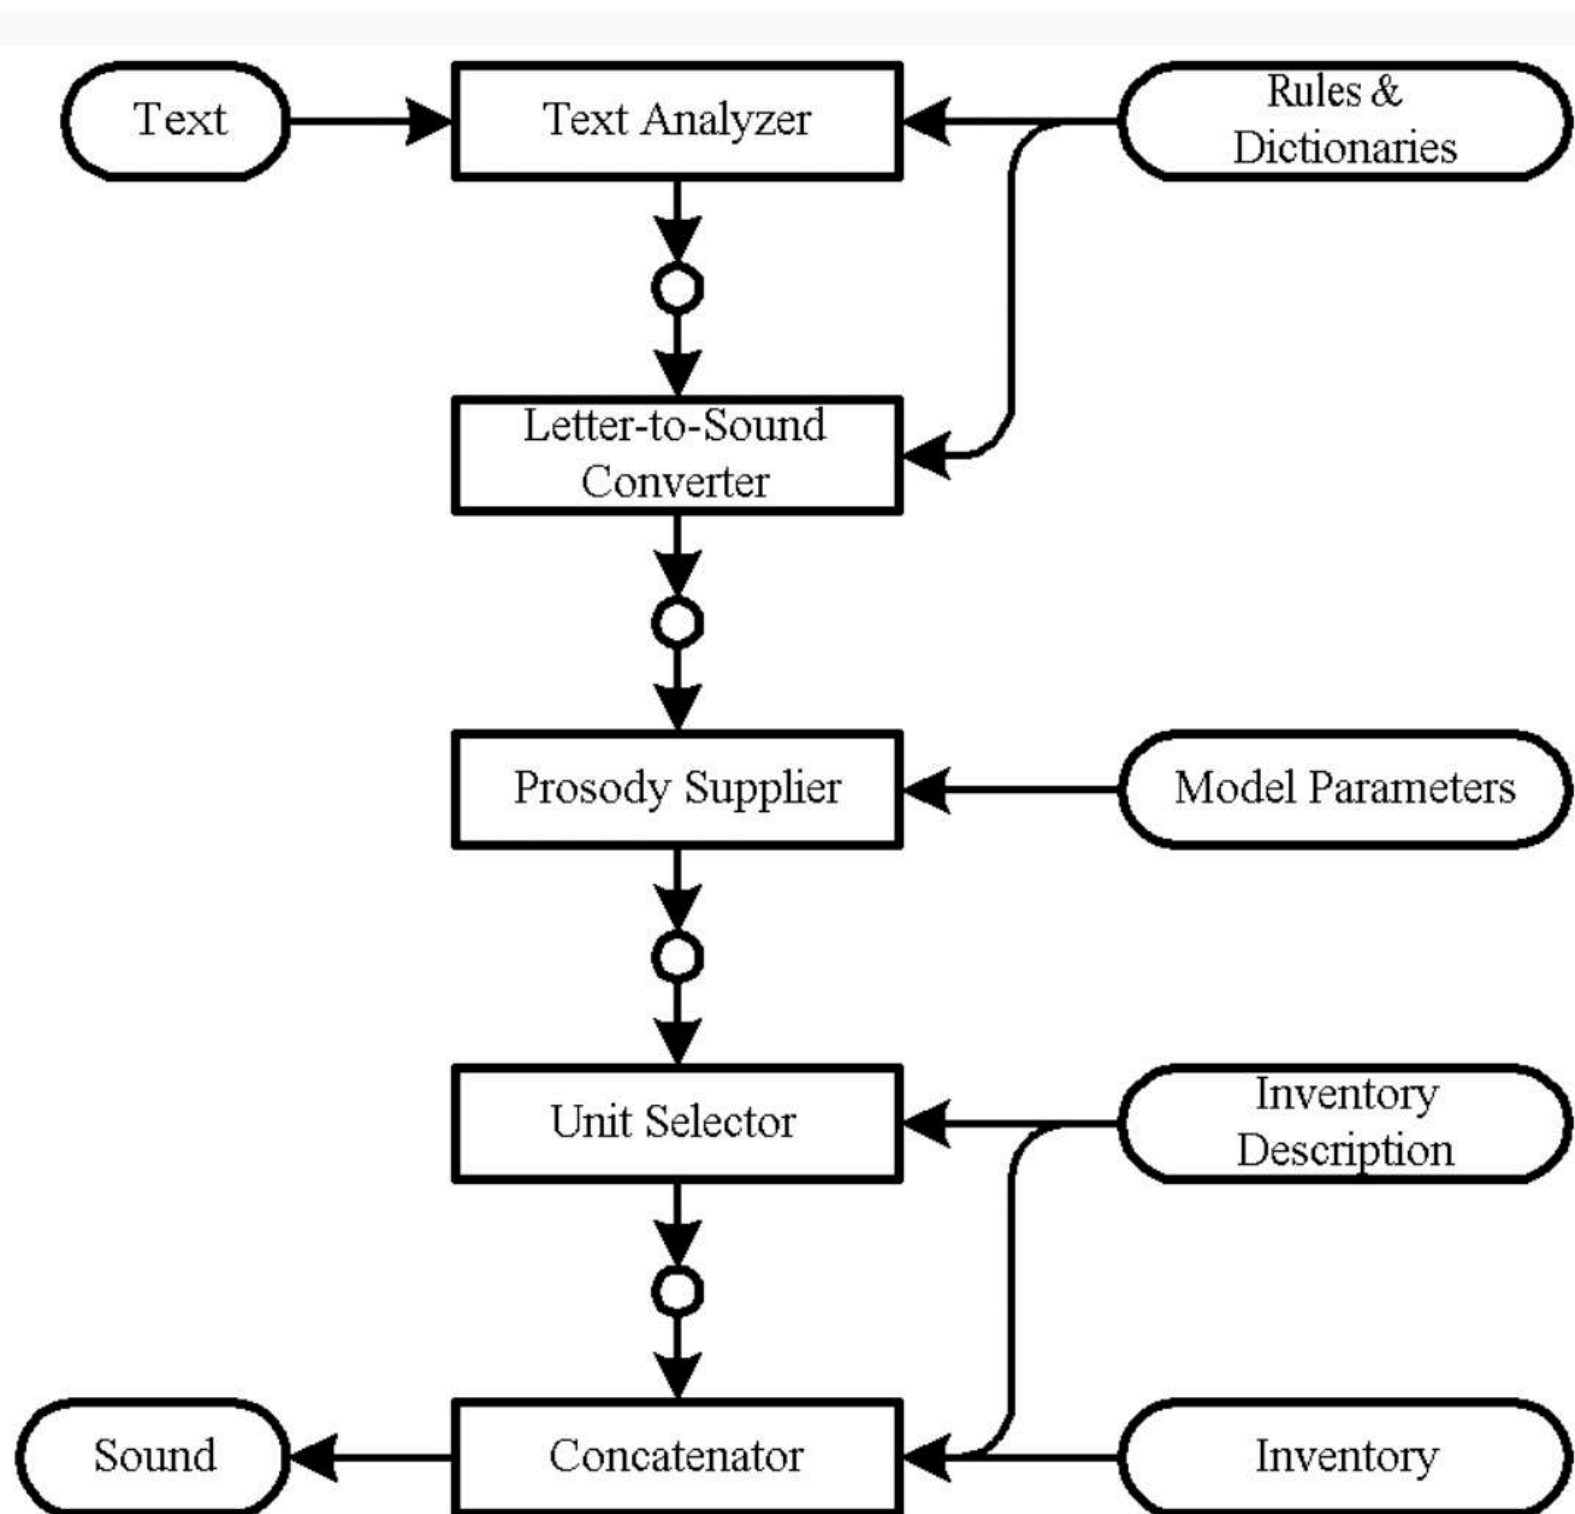 Text
Text Analyzer
Rules &
Dictionaries
Letter-to-Sound
Converter
Prosody Supplier
Model Parameters
Unit Selector
Inventory
Description
Sound
Concatenator
Inventory